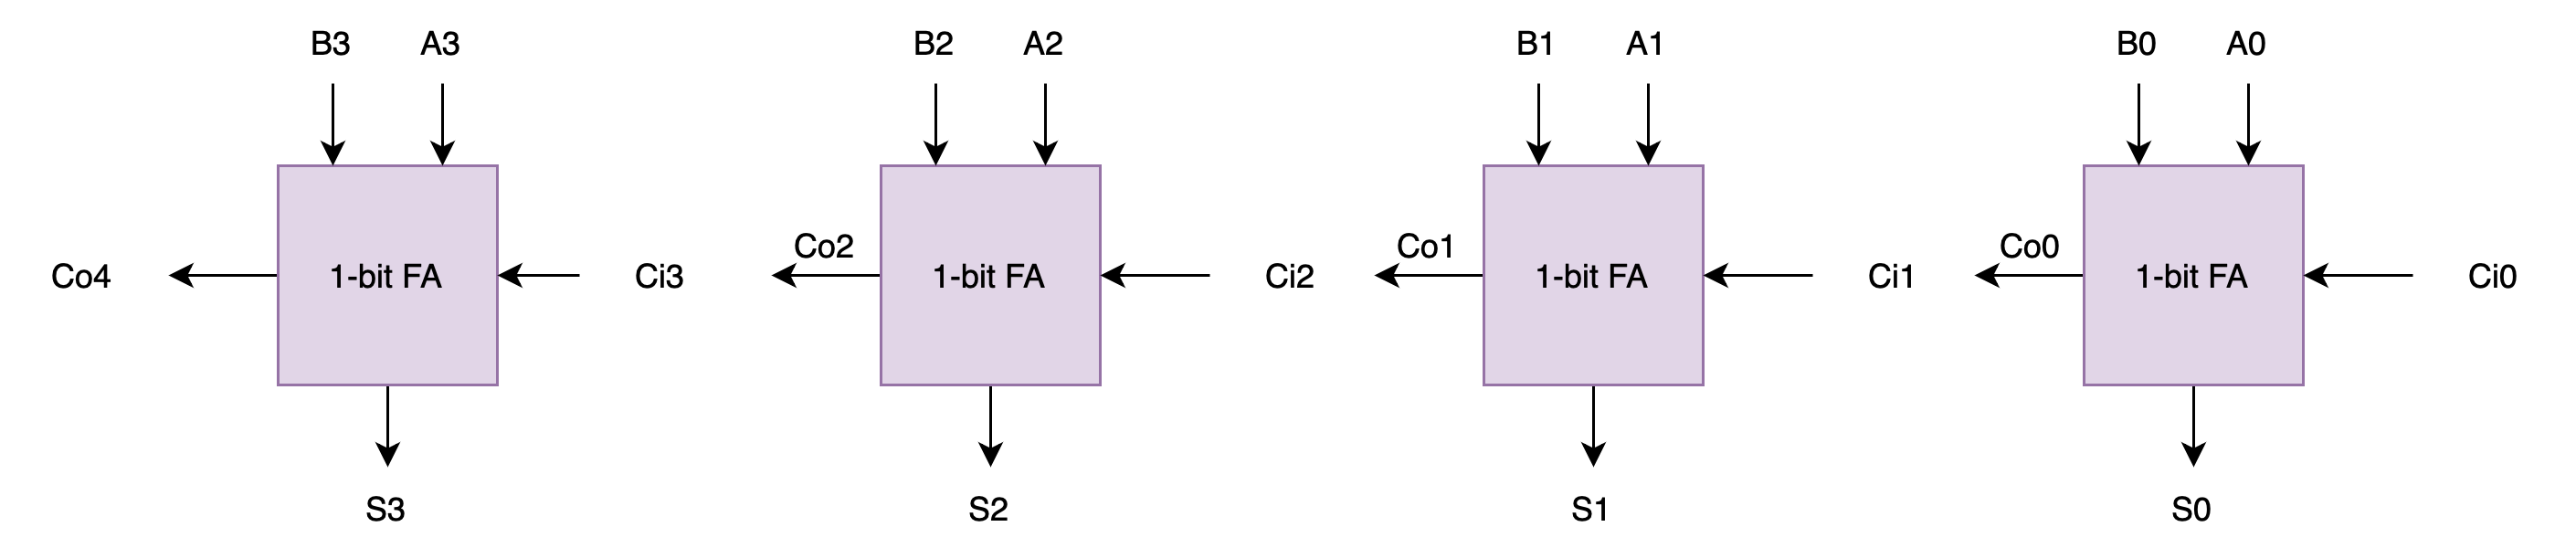 B3 A3 B2 A2 B1 A1 B0 A0
Co2 Co1 Co0
Co4 1-bit FA Ci3 1-bit FA Ci2 1-bit FA Ci1 1-bit FA Ci0
S3 S2 S1 S0